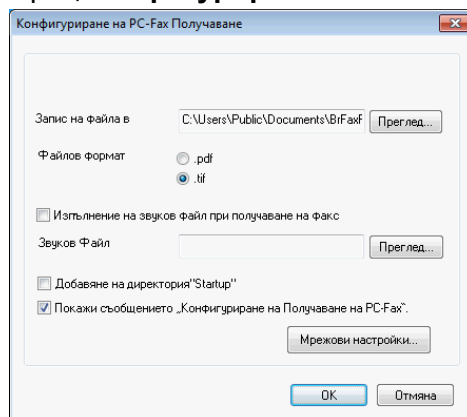 Конфигуриране на PC-Fax Получаване
Запис на файла в C:\Users\Public\Documents\BrFaxF Преглед...
Файлов формат .pdf
.tif
Изпълнение на звуков файл при получаване на факс
Звуков Файл Преглед...
Добавяне на директория"Startup"
Покажи съобщението „Конфигуриране на Получаване на PC-Fax“.
Мрежови настройки...
OK Отмяна